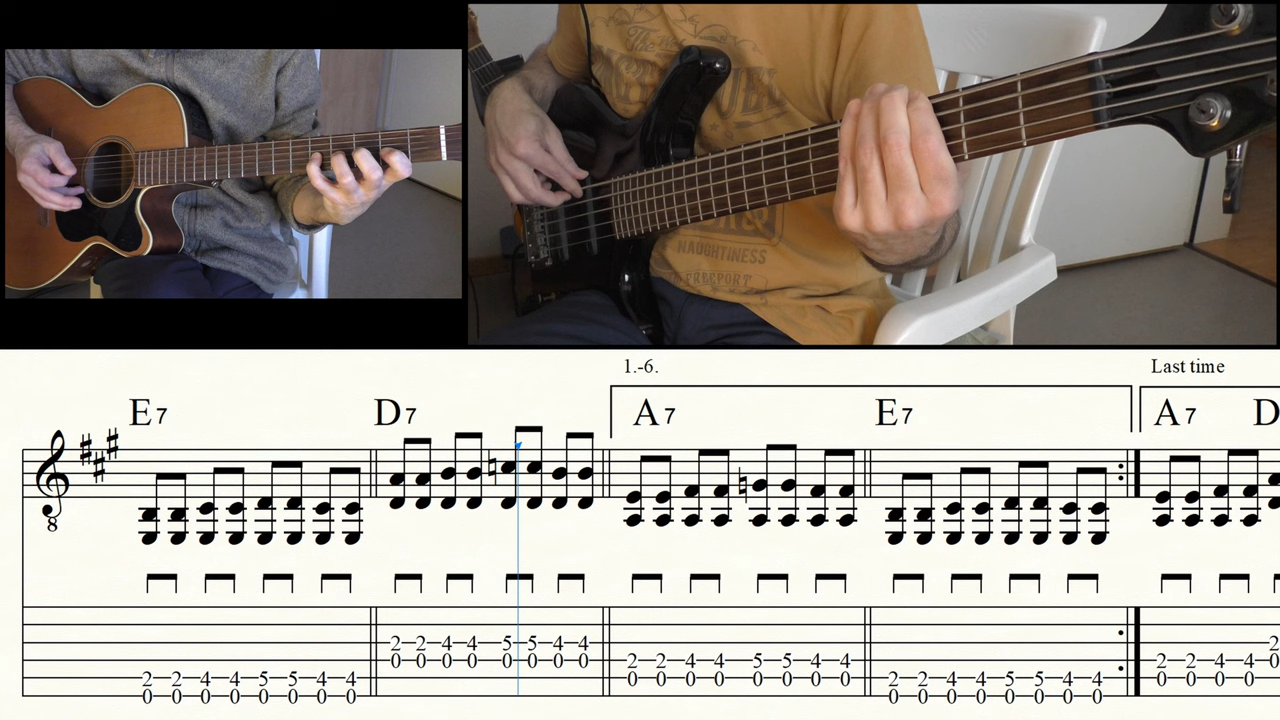 The
NAUGHTINESS
FREEPORT
1.-6.
Last time
E7
D7
A7
E7
A7
D
8
2 2 4 4 5 5 4 4
0 0 0 0 0 0 0 0
2 2 4 4 5 5 4 4
0 0 0 0 0 0 0 0
2 2 4 4 5 5 4 4
0 0 0 0 0 0 0 0
2 2 4 4 5 5 4 4
0 0 0 0 0 0 0 0
2 2 4 4 2
0 0 0 0 0